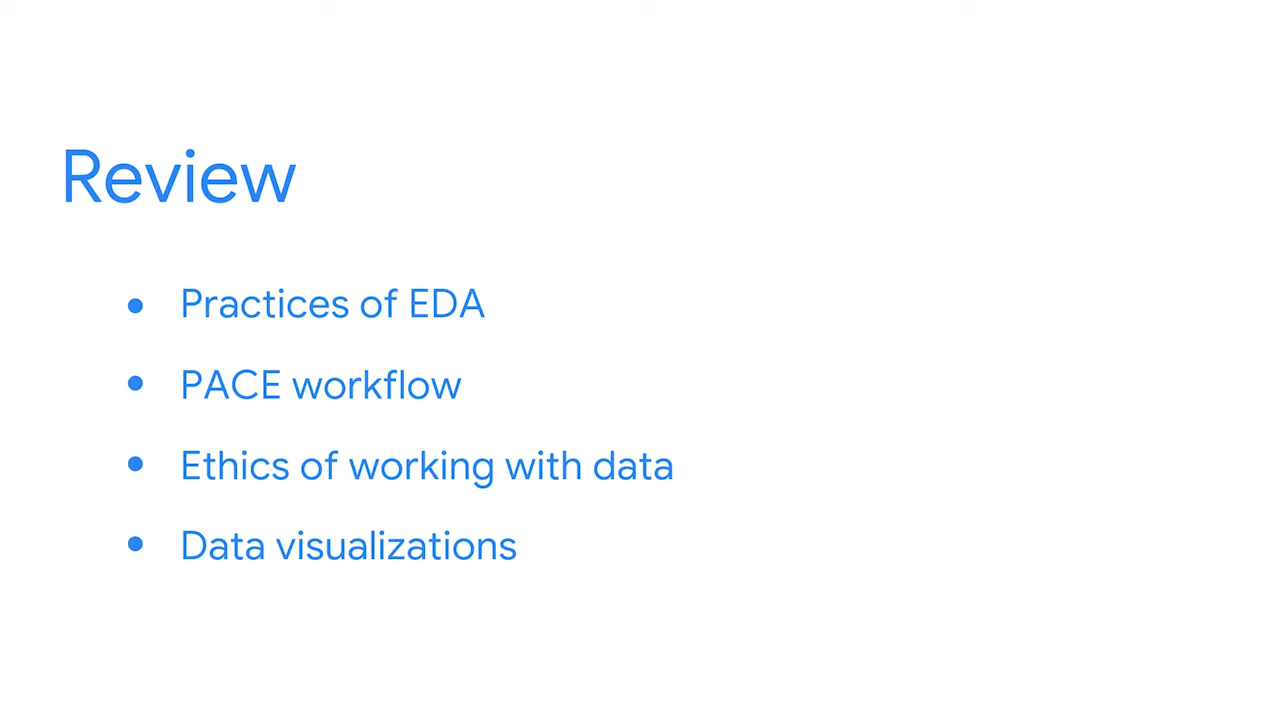 Review
• Practices of EDA
• PACE workflow
• Ethics of working with data
• Data visualizations